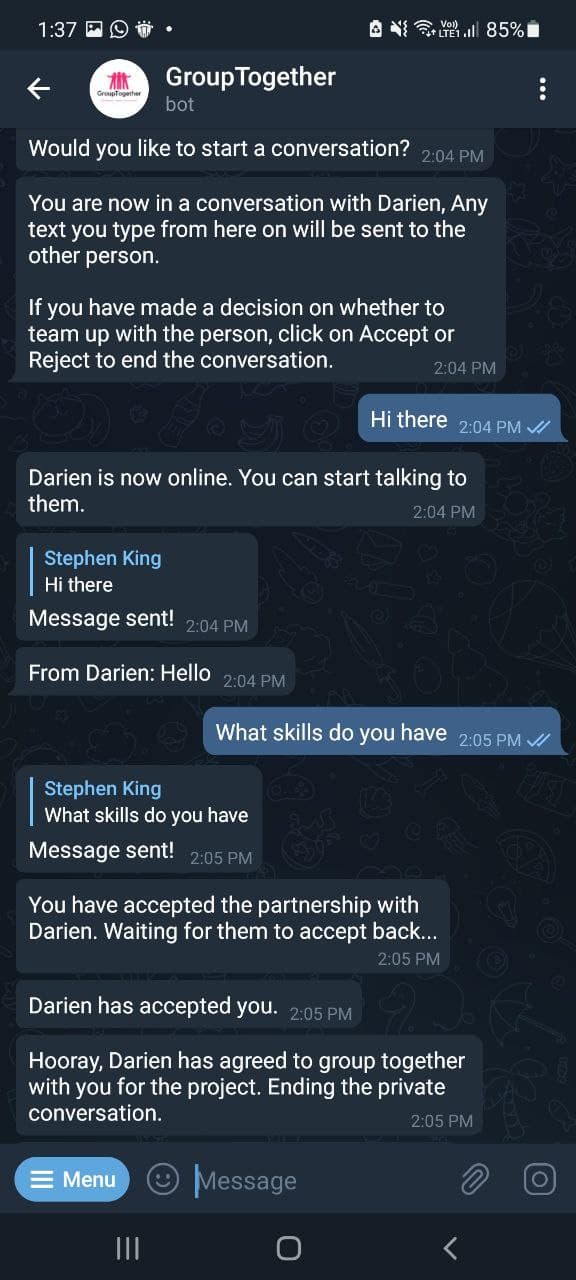 1:37
Vo))
LTE1
85%
GroupTogether
GroupTogether
bot
Would you like to start a conversation? 2:04 PM
You are now in a conversation with Darien, Any
text you type from here on will be sent to the
other person.
If you have made a decision on whether to
team up with the person, click on Accept or
Reject to end the conversation. 2:04 PM
Hi there 2:04 PM
Darien is now online. You can start talking to
them. 2:04 PM
Stephen King
Hi there
Message sent! 2:04 PM
From Darien: Hello 2:04 PM
What skills do you have 2:05 PM
Stephen King
What skills do you have
Message sent! 2:05 PM
You have accepted the partnership with
Darien. Waiting for them to accept back...
2:05 PM
Darien has accepted you. 2:05 PM
Hooray, Darien has agreed to group together
with you for the project. Ending the private
conversation. 2:05 PM
Menu
Message